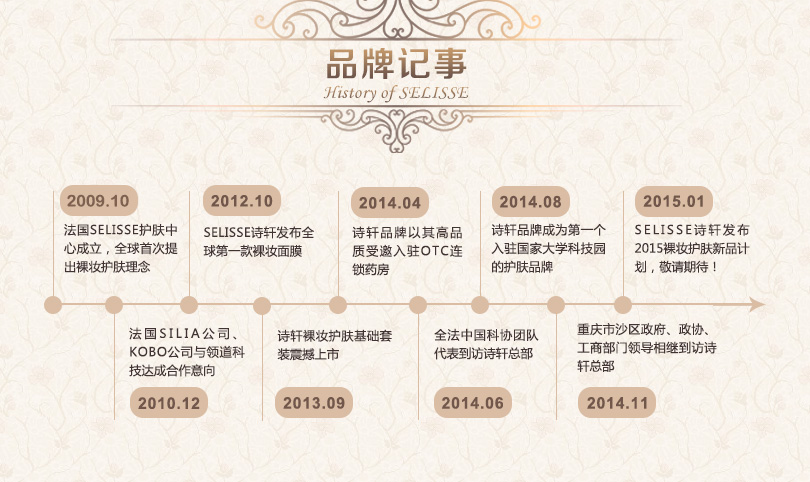 品牌记事
History of SELISSE
2009.10
法国SELISSE护肤中
心成立，全球首次提
出裸妆护肤理念
2010.12
法国SILIA公司、
KOBO公司与领道科
技达成合作意向
2012.10
SELISSE诗轩发布全
球第一款裸妆面膜
2013.09
诗轩裸妆护肤基础套
装震撼上市
2014.04
诗轩品牌以其高品
质受邀入驻OTC连
锁药房
2014.06
全法中国科协团队
代表到访诗轩总部
2014.08
诗轩品牌成为第一个
入驻国家大学科技园
的护肤品牌
2014.11
重庆市沙区政府、政协、
工商部门领导相继到访诗
轩总部
2015.01
SELISSE诗轩发布
2015裸妆护肤新品计
划，敬请期待！